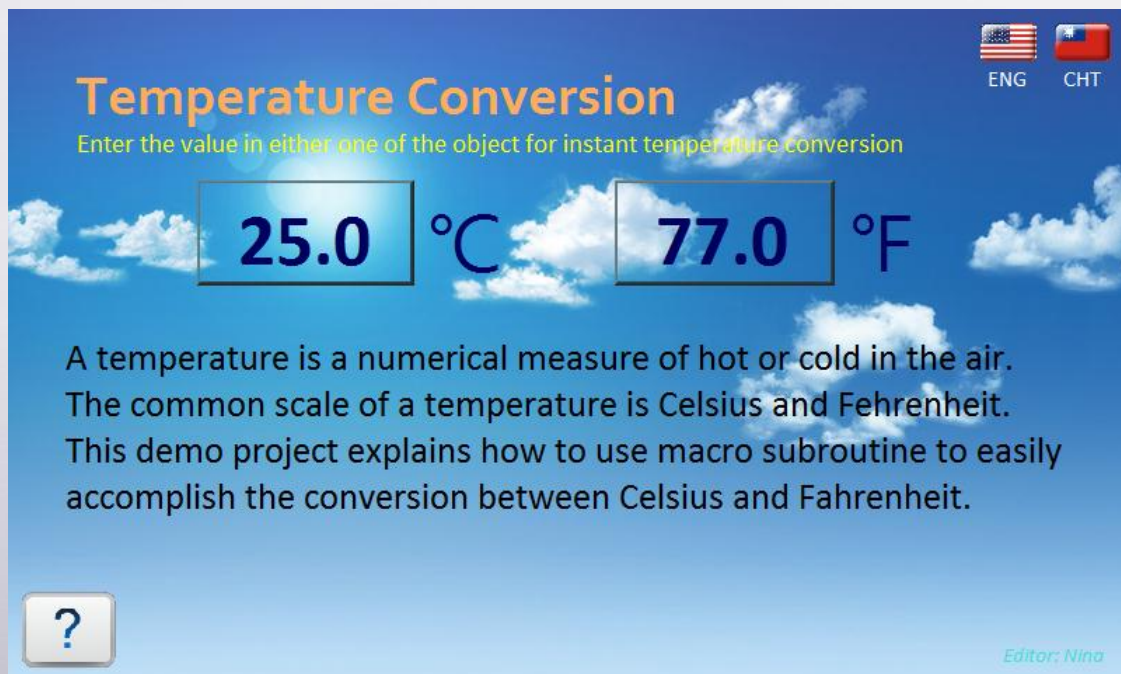 ENG CHT
Temperature Conversion
Enter the value in either one of the object for instant temperature conversion
25.0 °C 77.0 °F
A temperature is a numerical measure of hot or cold in the air.
The common scale of a temperature is Celsius and Fehrenheit.
This demo project explains how to use macro subroutine to easily
accomplish the conversion between Celsius and Fahrenheit.
?
Editor: Nina